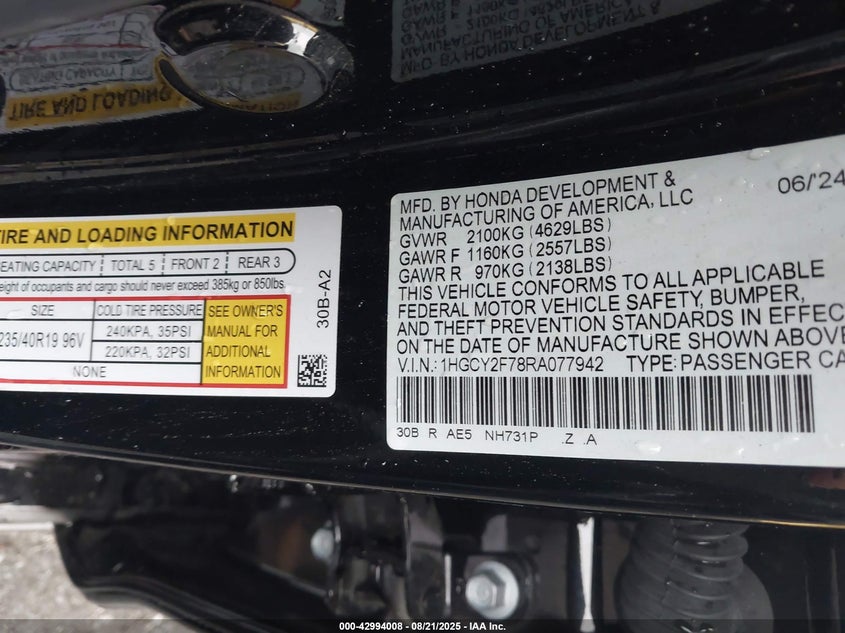 TIRE AND LOADING INFORMATION
SEATING CAPACITY | TOTAL 5 | FRONT 2 | REAR 3
weight of occupants and cargo should never exceed 385kg or 850lbs.
SIZE
COLD TIRE PRESSURE
235/40R19 96V
240KPA, 35PSI
220KPA, 32PSI
NONE
SEE OWNER'S
MANUAL FOR
ADDITIONAL
INFORMATION
30B-A2
MFD. BY HONDA DEVELOPMENT &
MANUFACTURING OF AMERICA, LLC
06/'24
GVWR 2100KG (4629LBS)
GAWR F 1160KG (2557LBS)
GAWR R 970KG (2138LBS)
THIS VEHICLE CONFORMS TO ALL APPLICABLE
FEDERAL MOTOR VEHICLE SAFETY, BUMPER,
AND THEFT PREVENTION STANDARDS IN EFFEC
ON THE DATE OF MANUFACTURE SHOWN ABOVE
V.I.N.: 1HGCY2F78RA077942 TYPE: PASSENGER CA
30B R AE5 NH731P .Z .A
000-42994008 - 08/21/2025 - IAA Inc.